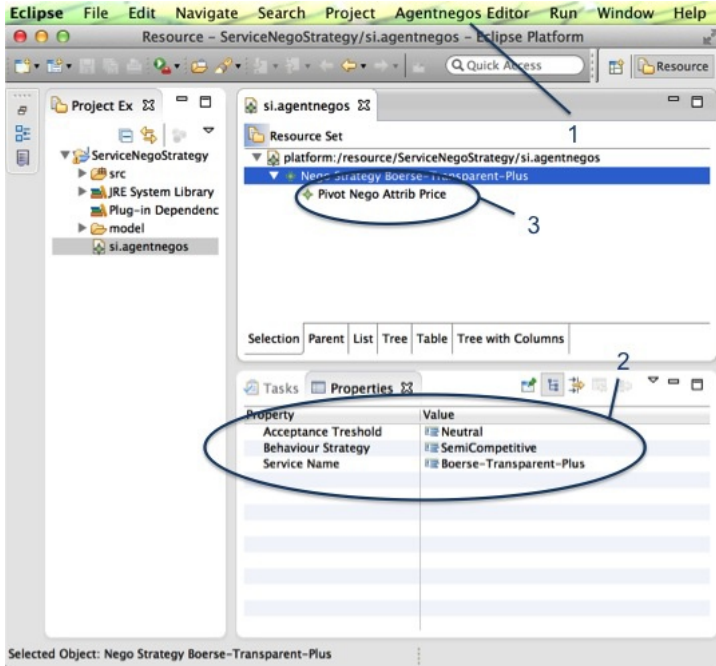 Eclipse File Edit Navigate Search Project Agentnegos Editor Run Window Help
Resource - ServiceNegoStrategy/si.agentnegos - Eclipse Platform
Quick Access
Resource
1
Project Ex
ServiceNegoStrategy
src
JRE System Library
Plug-in Dependenc
model
si.agentnegos
si.agentnegos
Resource Set
platform:/resource/ServiceNegoStrategy/si.agentnegos
Nego Strategy Boerse-Transparent-Plus
Pivot Nego Attrib Price
3
Selection Parent List Tree Table Tree with Columns
2
Tasks Properties
Property Value
Acceptance Treshold Neutral
Behaviour Strategy SemiCompetitive
Service Name Boerse-Transparent-Plus
Selected Object: Nego Strategy Boerse-Transparent-Plus